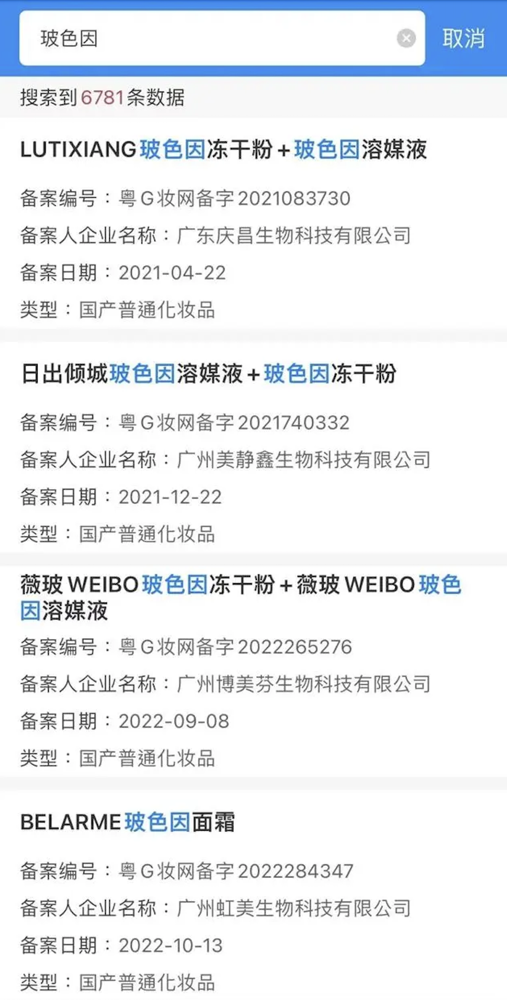 玻色因
取消
搜索到6781条数据
LUTIXIANG玻色因冻干粉+玻色因溶媒液
备案编号：粤G妆网备字2021083730
备案人企业名称：广东庆昌生物科技有限公司
备案日期：2021-04-22
类型：国产普通化妆品
日出倾城玻色因溶媒液+玻色因冻干粉
备案编号：粤G妆网备字2021740332
备案人企业名称：广州美静鑫生物科技有限公司
备案日期：2021-12-22
类型：国产普通化妆品
薇玻WEIBO玻色因冻干粉+薇玻WEIBO玻色
因溶媒液
备案编号：粤G妆网备字2022265276
备案人企业名称：广州博美芬生物科技有限公司
备案日期：2022-09-08
类型：国产普通化妆品
BELARME玻色因面霜
备案编号：粤G妆网备字2022284347
备案人企业名称：广州虹美生物科技有限公司
备案日期：2022-10-13
类型：国产普通化妆品